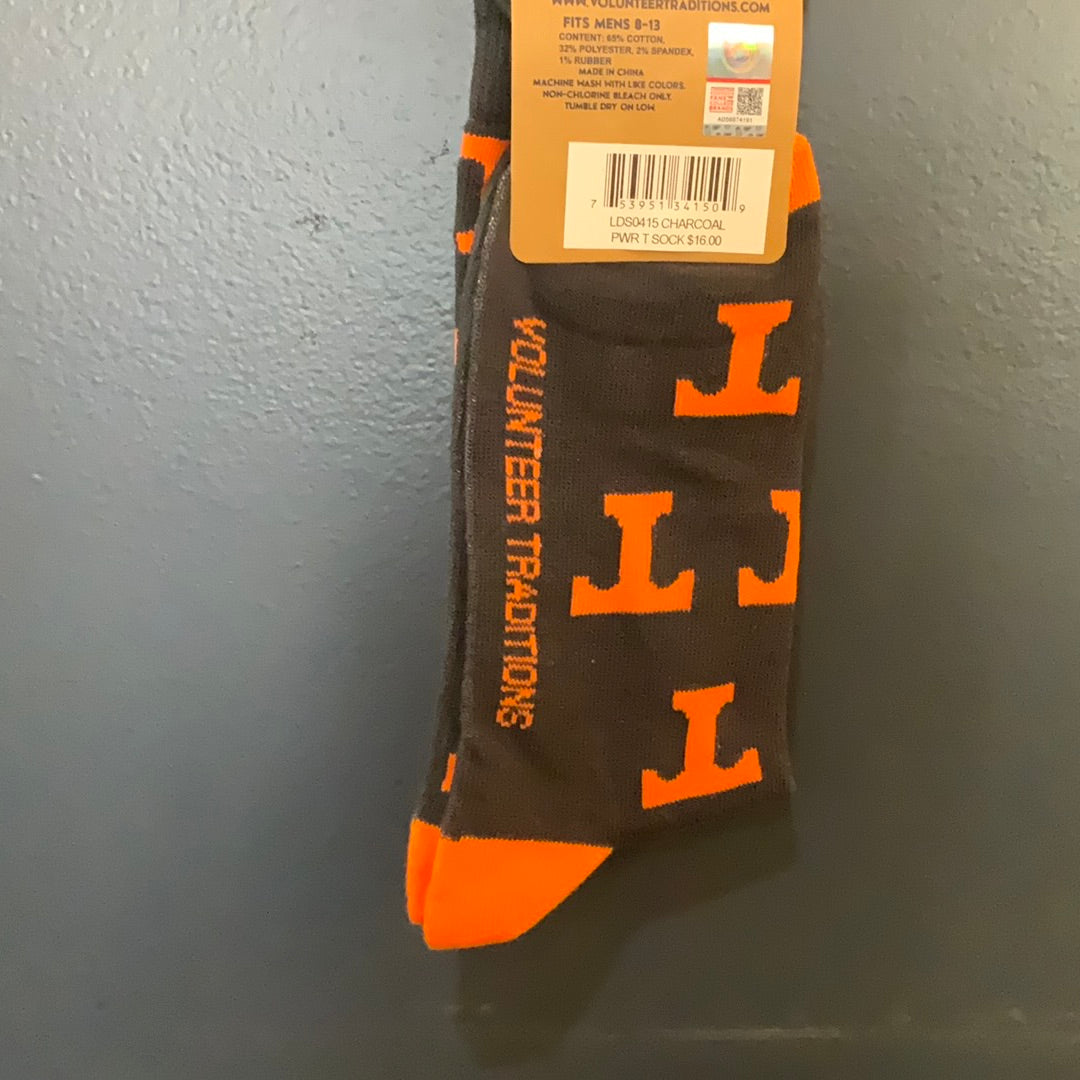 WWW.VOLUNTEERTRADITIONS.COM
FITS MENS 8-13
CONTENT: 65% COTTON,
32% POLYESTER, 2% SPANDEX,
1% RUBBER
MADE IN CHINA
MACHINE WASH WITH LIKE COLORS.
NON-CHLORINE BLEACH ONLY.
TUMBLE DRY ON LOW
7 53951 34150 9
LDS0415 CHARCOAL
PWR T SOCK $16.00
VOLUNTEER TRADITIONS
T
T
T
T